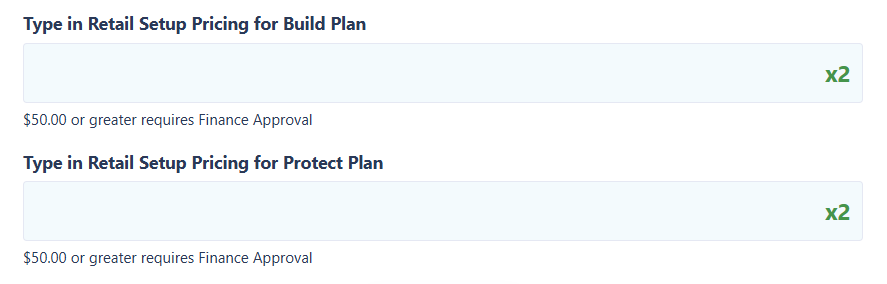 Type in Retail Setup Pricing for Build Plan
x2
$50.00 or greater requires Finance Approval
Type in Retail Setup Pricing for Protect Plan
x2
$50.00 or greater requires Finance Approval